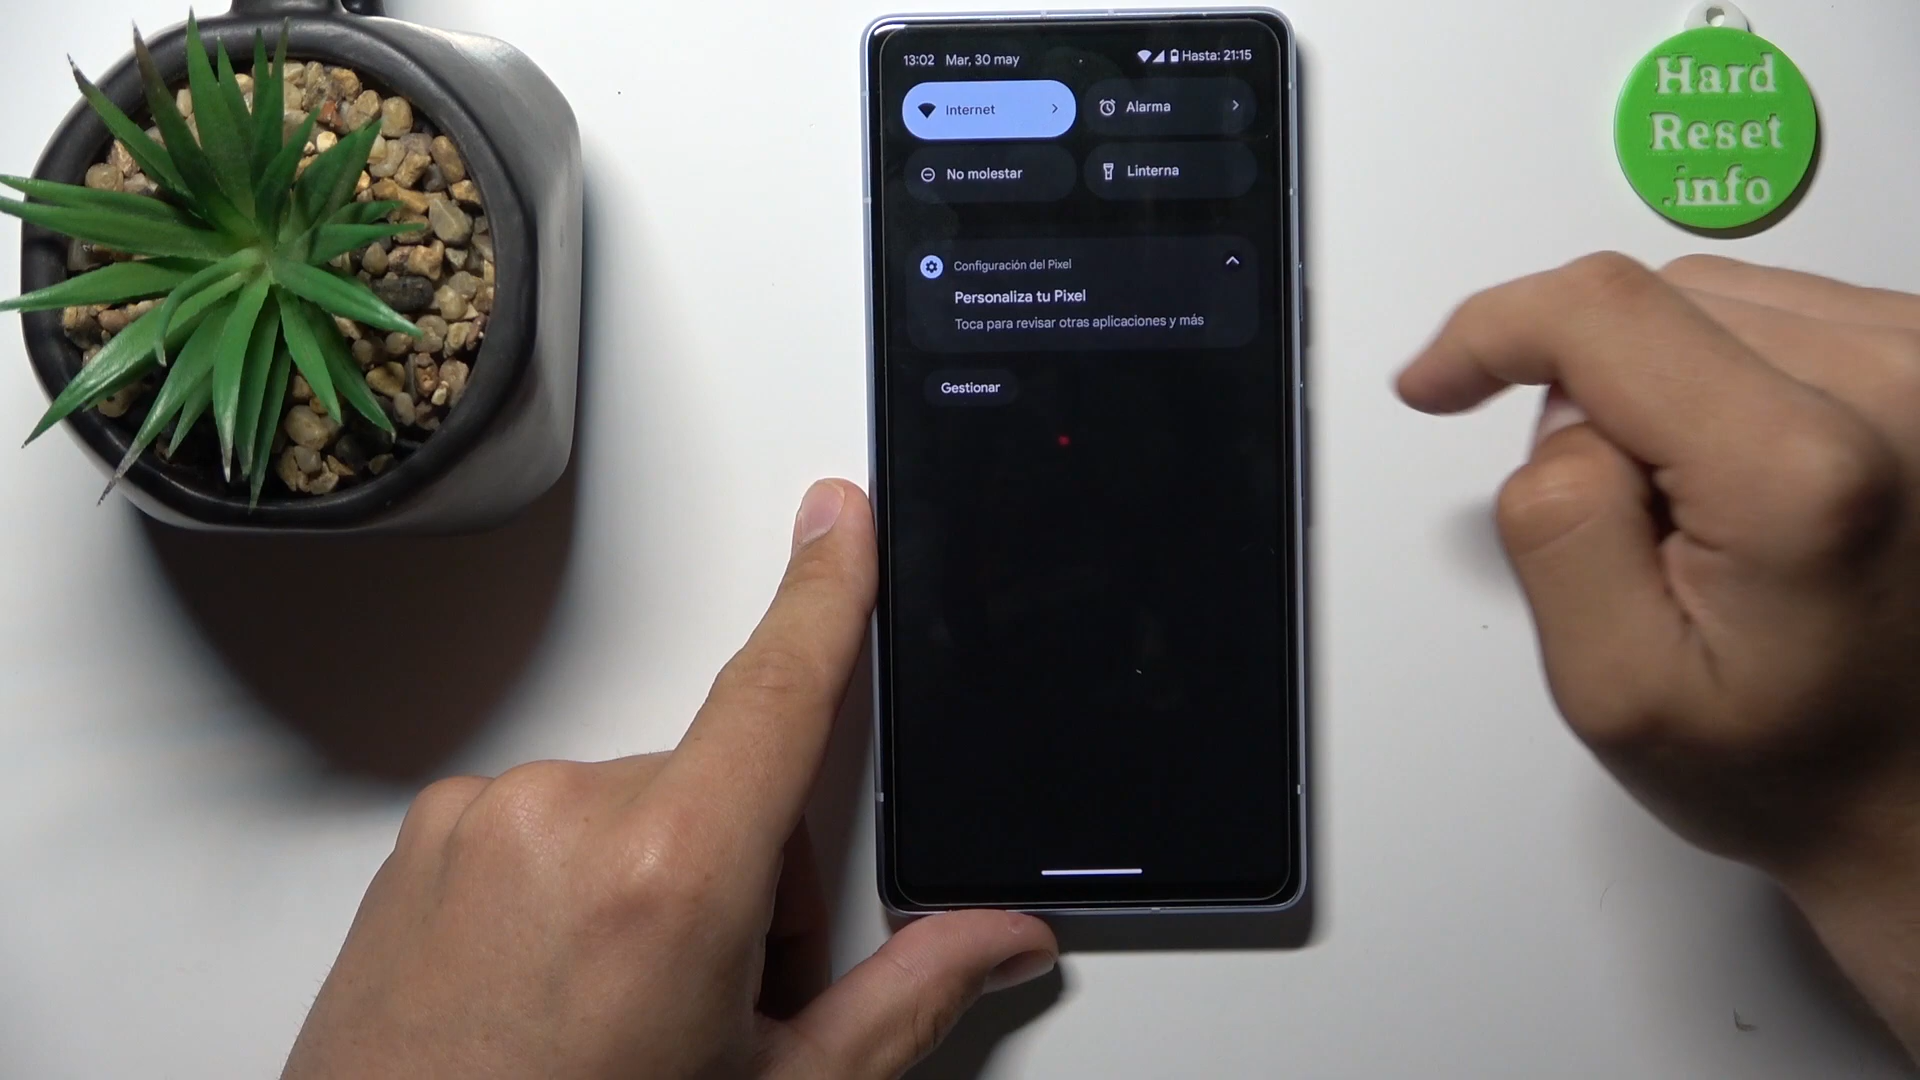 13:02 Mar, 30 may Hasta: 21:15
Internet
Alarma
No molestar
Linterna
Configuración del Pixel
Personaliza tu Pixel
Toca para revisar otras aplicaciones y más
Gestionar
Hard
Reset
.info